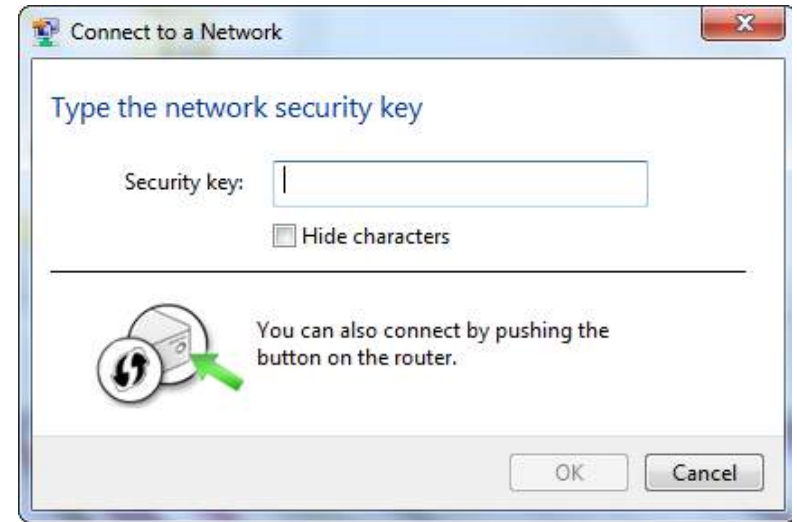 Connect to a Network
Type the network security key
Security key:
Hide characters
You can also connect by pushing the
button on the router.
OK
Cancel